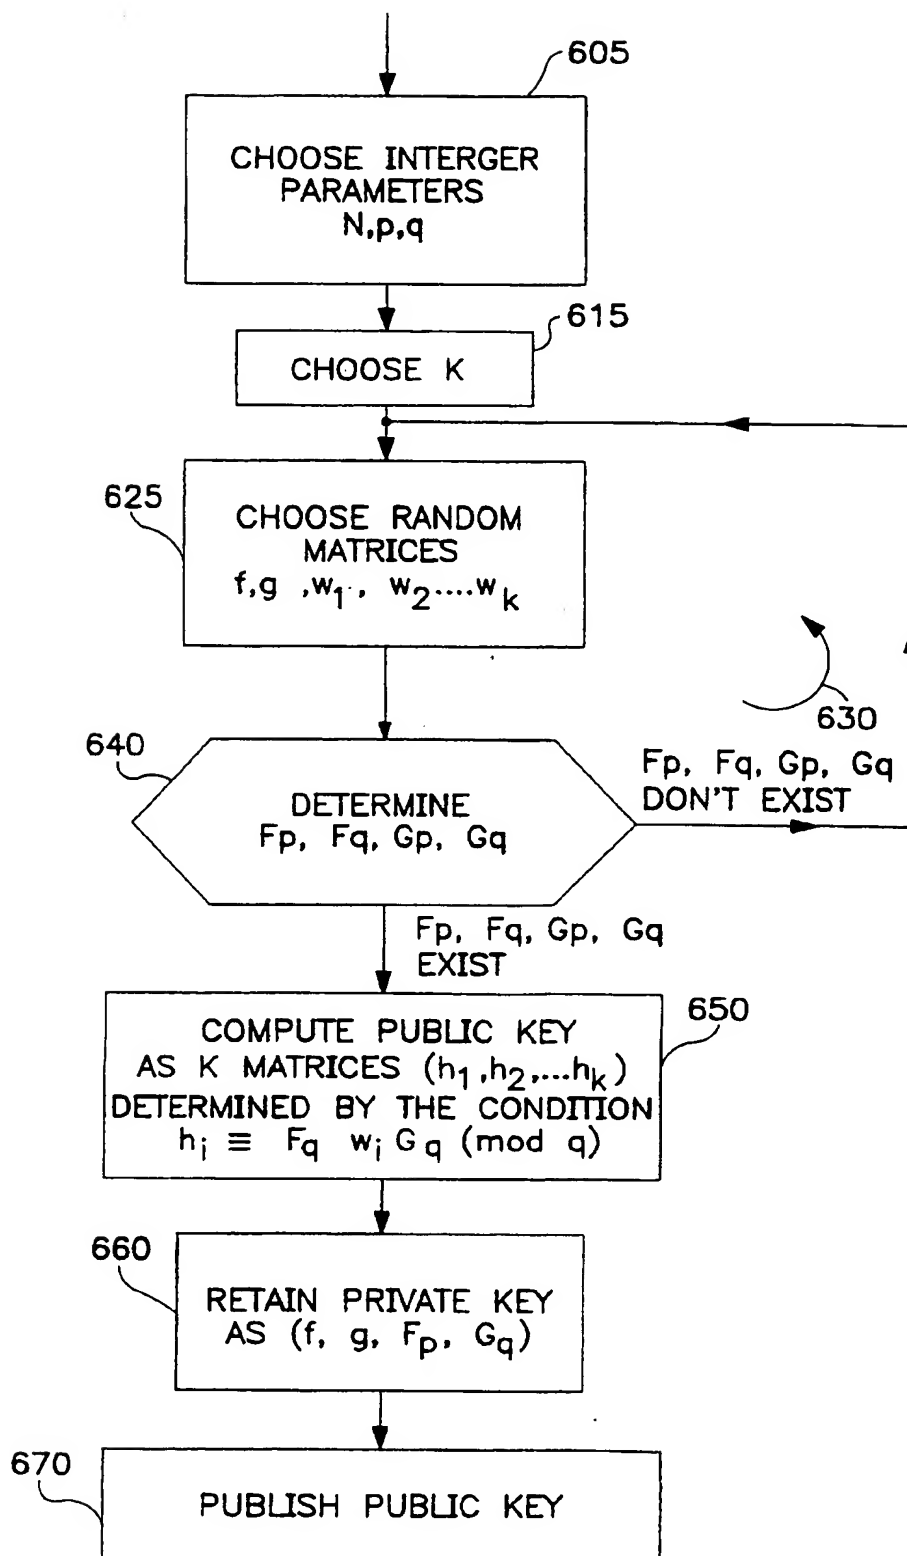 605
CHOOSE INTERGER
PARAMETERS
N,p,q
615
CHOOSE K
625
CHOOSE RANDOM
MATRICES
f,g ,w1, w2....wk
630
640
DETERMINE
Fp, Fq, Gp, Gq
Fp, Fq, Gp, Gq
DON'T EXIST
Fp, Fq, Gp, Gq
EXIST
650
COMPUTE PUBLIC KEY
AS K MATRICES (h1,h2,...hk)
DETERMINED BY THE CONDITION
hi ≡ Fq wi Gq (mod q)
660
RETAIN PRIVATE KEY
AS (f, g, Fp, Gq)
670
PUBLISH PUBLIC KEY